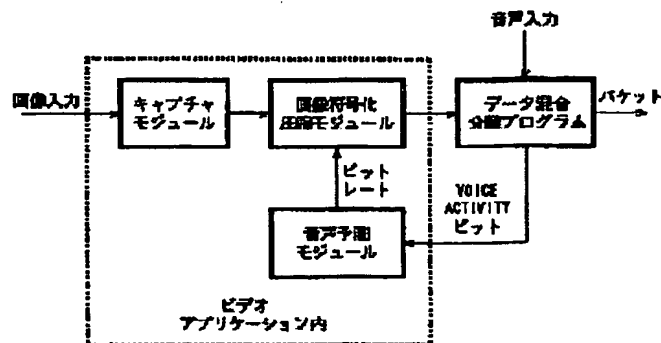 音声入力
画像入力
キャプチャ
モジュール
画像符号化
圧縮モジュール
データ混合
分離プログラム
パケット
ビット
レート
VOICE
ACTIVITY
ビット
音声予測
モジュール
ビデオ
アプリケーション内